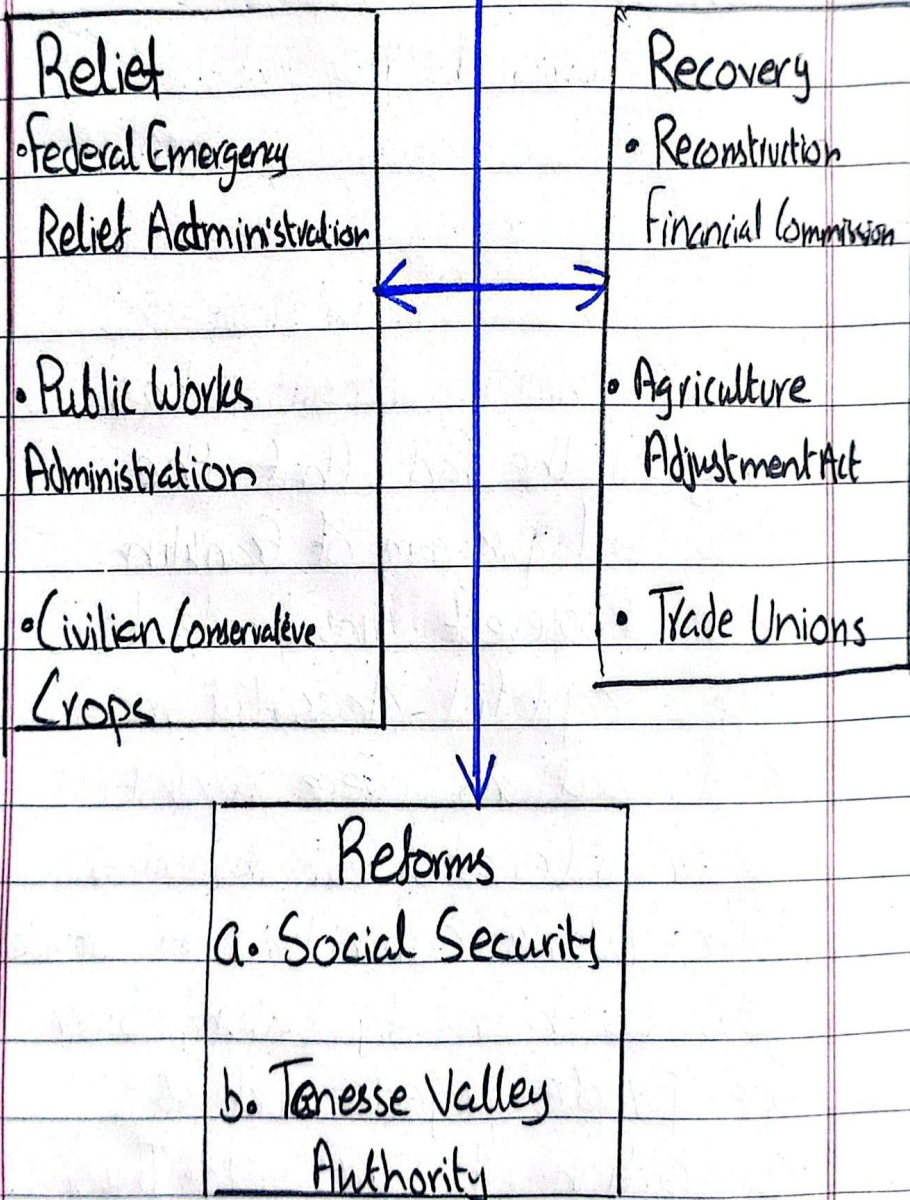 Relief
•Federal Emergency
Relief Administration
• Public Works
Administration
•Civilian Conservative
Crops
Recovery
• Reconstruction
Financial Commission
• Agriculture
Adjustment Act
• Trade Unions
Reforms
a. Social Security
b. Tenesse Valley
Authority